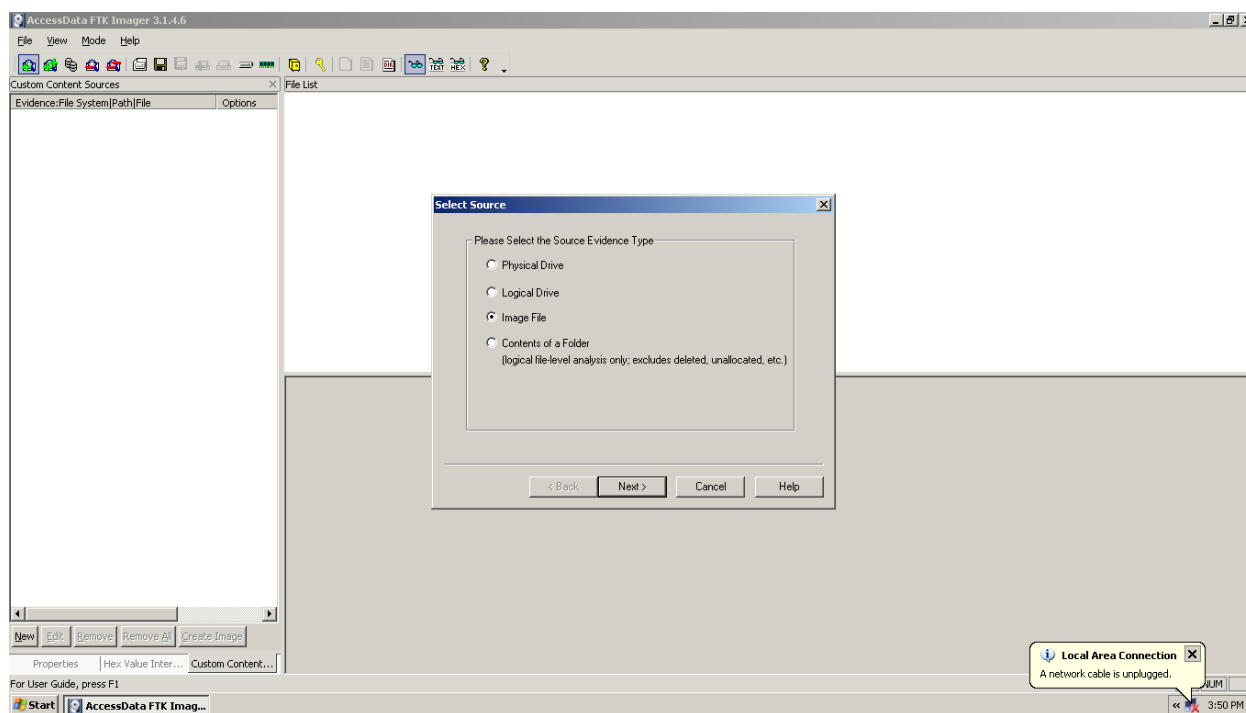 AccessData FTK Imager 3.1.4.6
File View Mode Help
TEXT HEX
Custom Content Sources
File List
Evidence:File System|Path|File Options
Select Source
Please Select the Source Evidence Type
Physical Drive
Logical Drive
Image File
Contents of a Folder
(logical file-level analysis only; excludes deleted, unallocated, etc.)
< Back Next > Cancel Help
New Edit Remove Remove All Create Image
Properties Hex Value Inter... Custom Content...
Local Area Connection
A network cable is unplugged.
For User Guide, press F1
NUM
Start AccessData FTK Imag...
« 3:50 PM